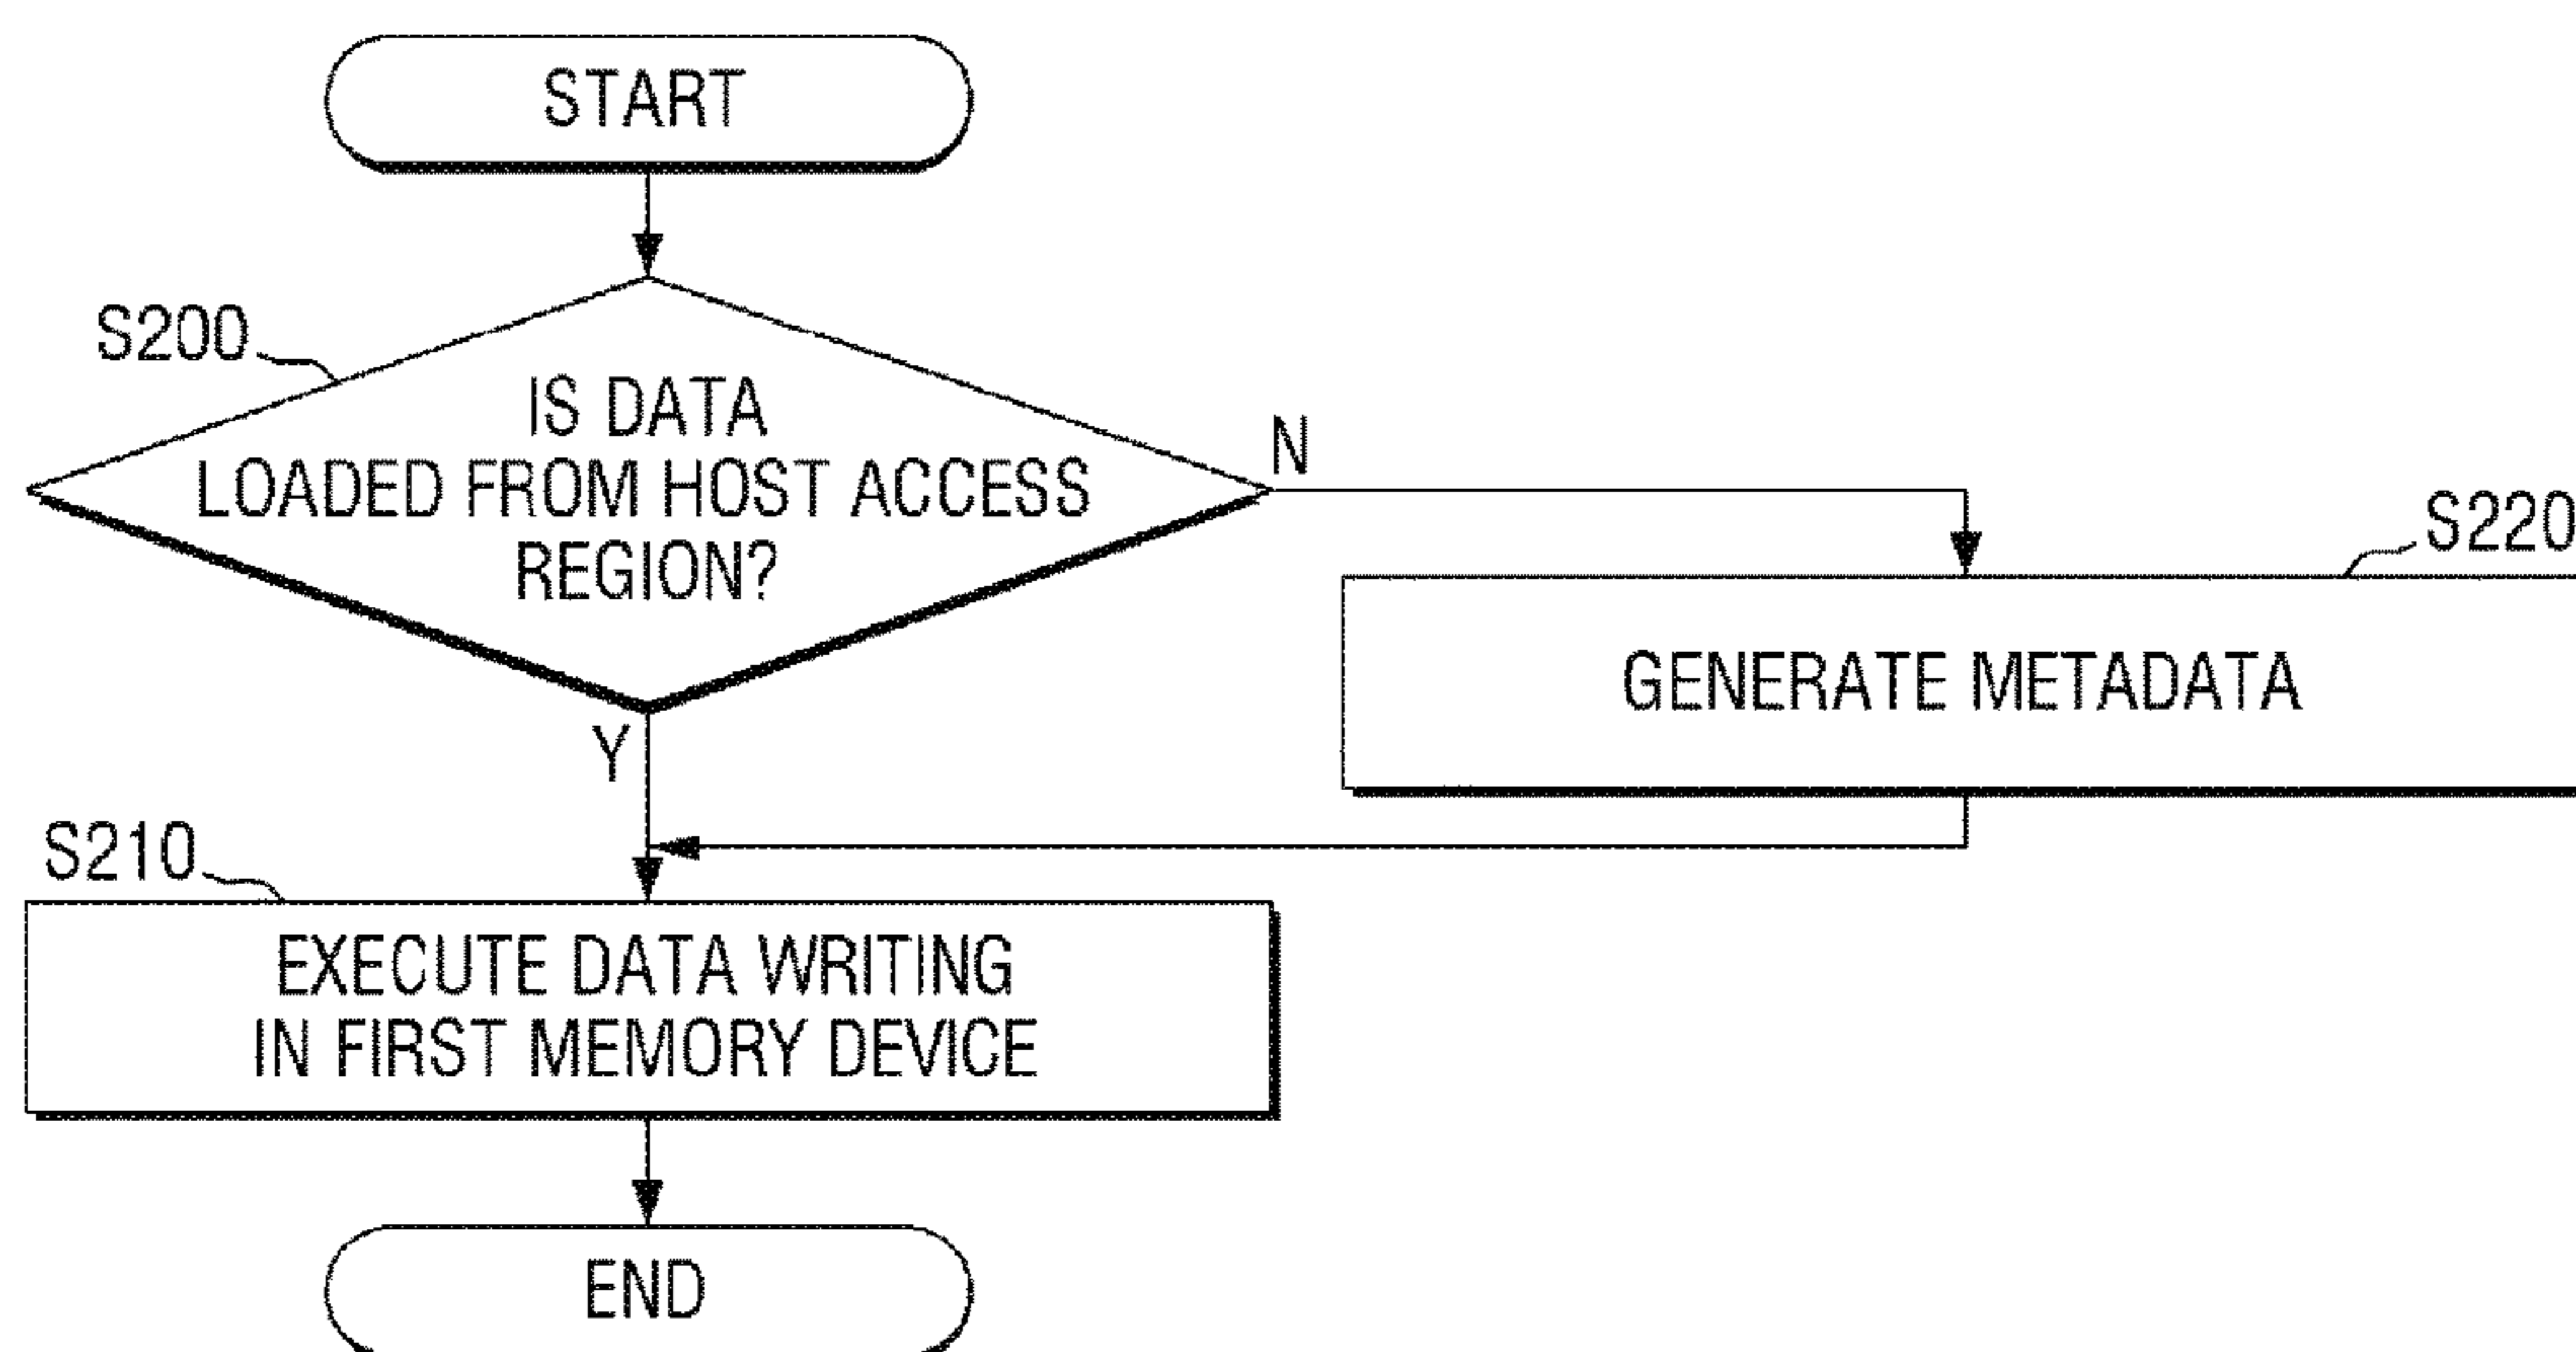 START
S200
IS DATA
LOADED FROM HOST ACCESS
REGION?
N
S220
GENERATE METADATA
Y
S210
EXECUTE DATA WRITING
IN FIRST MEMORY DEVICE
END